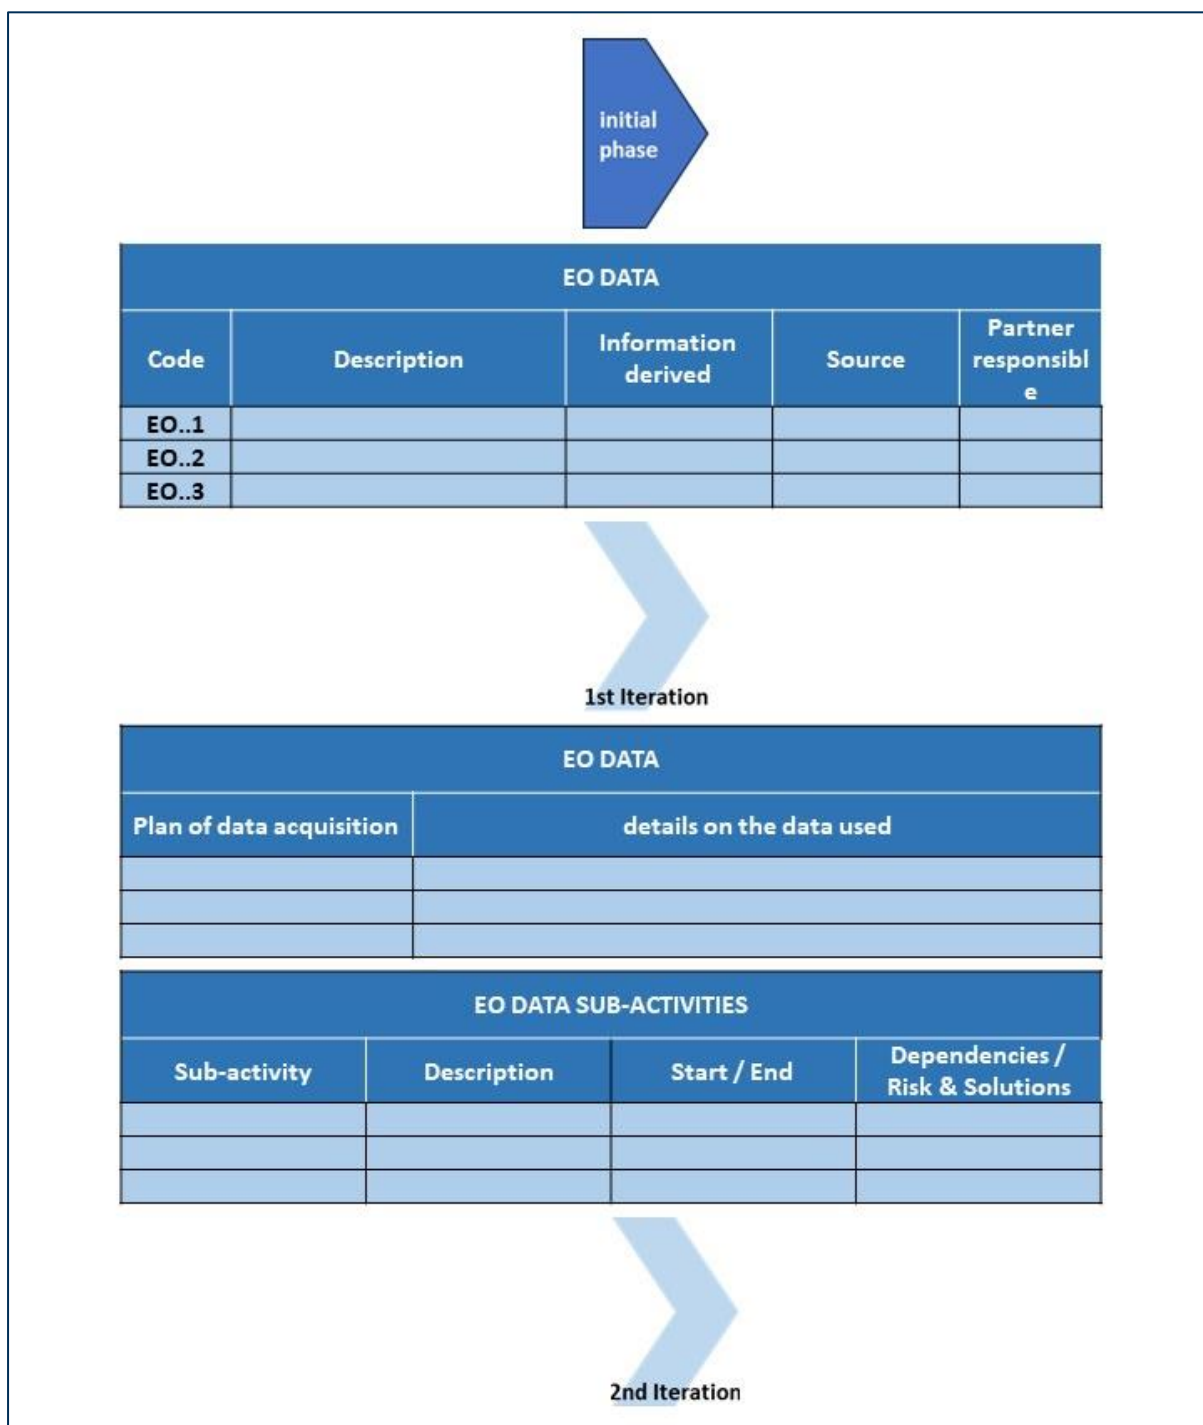 initial
phase
EO DATA
Code
Description
Information
derived
Source
Partner
responsibl
e
EO..1
EO..2
EO..3
1st Iteration
EO DATA
Plan of data acquisition
details on the data used
EO DATA SUB-ACTIVITIES
Sub-activity
Description
Start / End
Dependencies /
Risk & Solutions
2nd Iteration